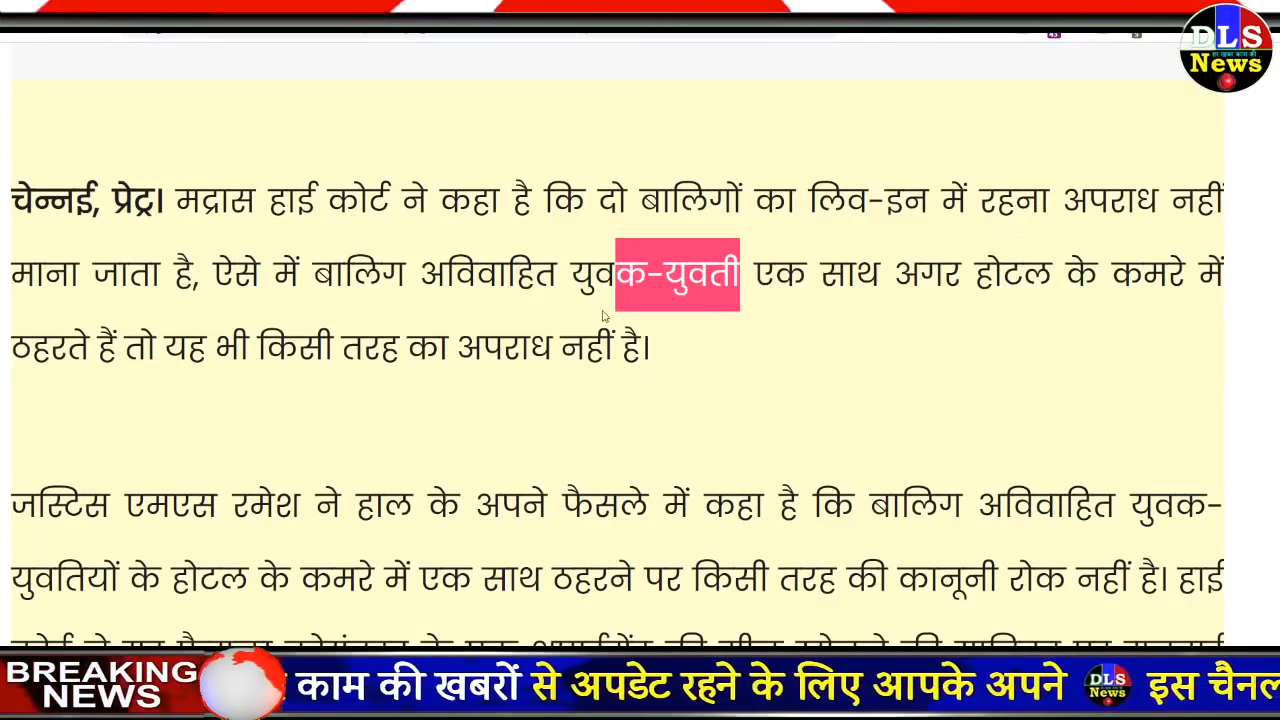 DLS
हर खबर काम की
News
चेन्नई, प्रेट्र। मद्रास हाई कोर्ट ने कहा है कि दो बालिगों का लिव-इन में रहना अपराध नहीं
माना जाता है, ऐसे में बालिग अविवाहित युवक-युवती एक साथ अगर होटल के कमरे में
ठहरते हैं तो यह भी किसी तरह का अपराध नहीं है।
जस्टिस एमएस रमेश ने हाल के अपने फैसले में कहा है कि बालिग अविवाहित युवक-
युवतियों के होटल के कमरे में एक साथ ठहरने पर किसी तरह की कानूनी रोक नहीं है। हाई
BREAKING
NEWS
काम की खबरों से अपडेट रहने के लिए आपके अपने DLS News इस चैनल